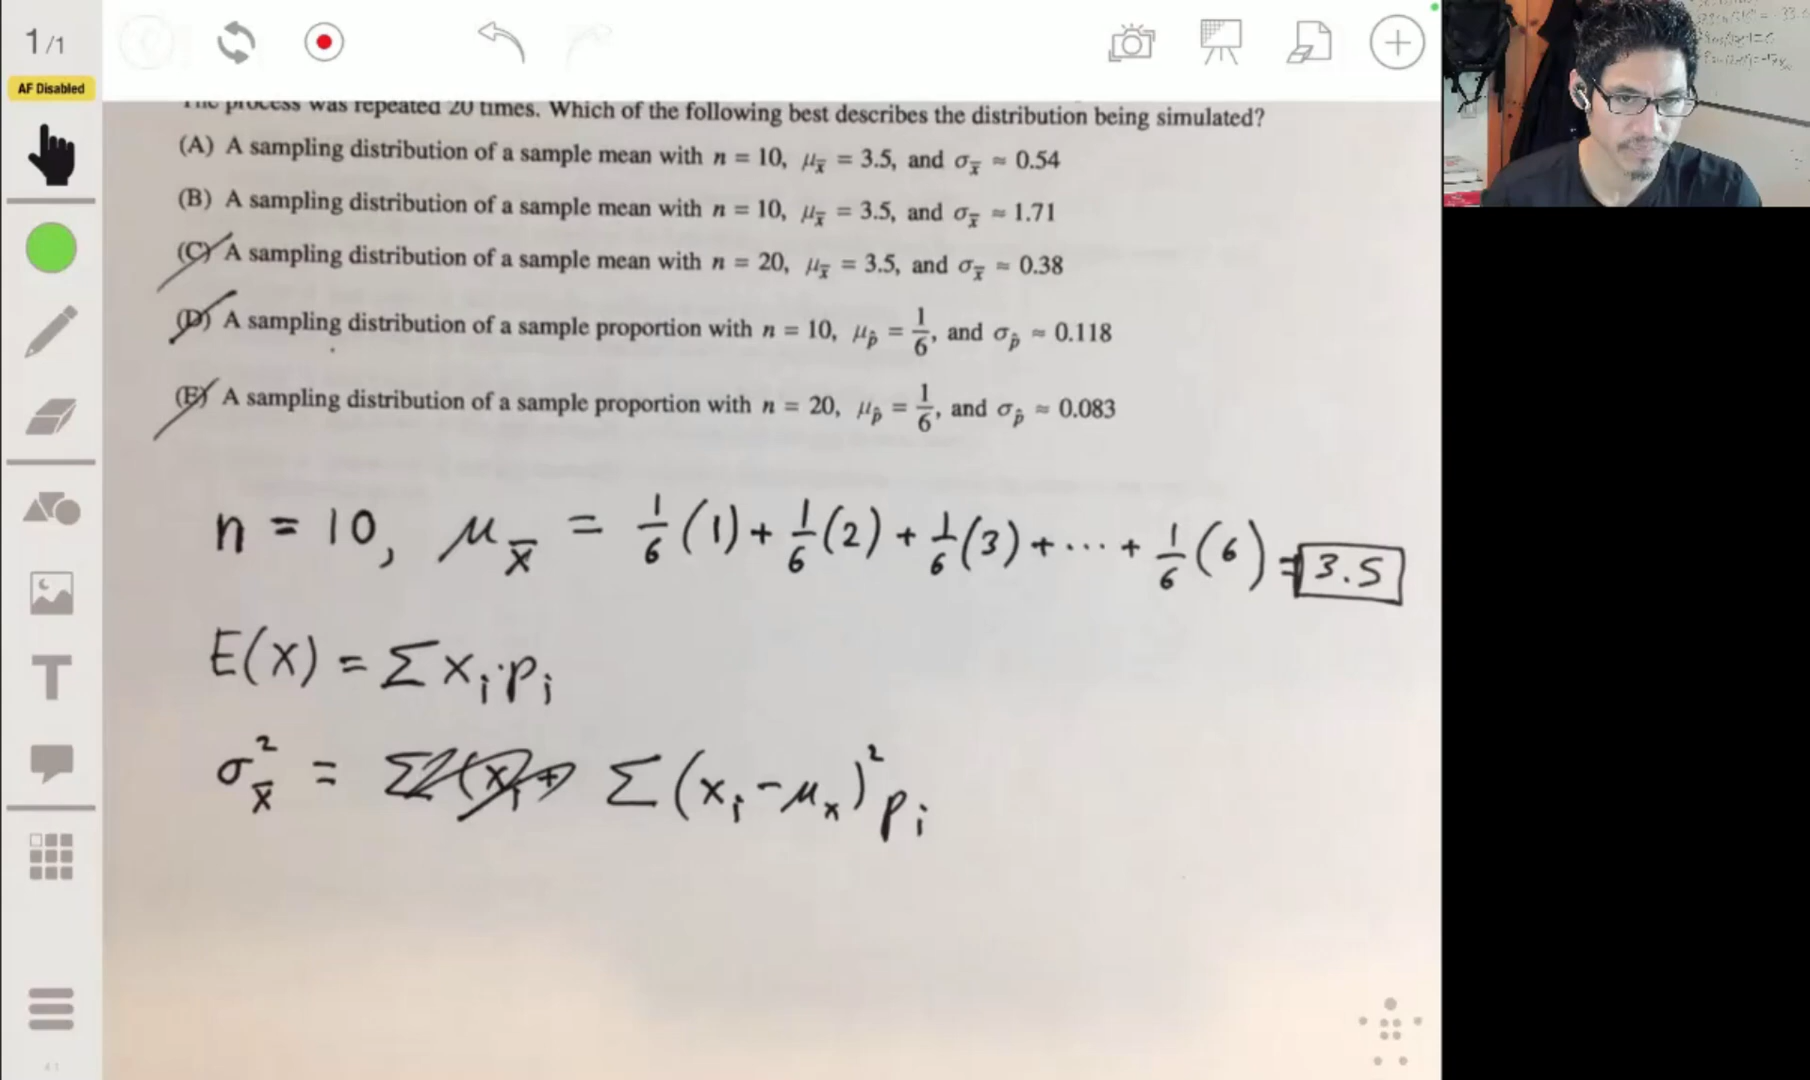 1/1
AF Disabled
The process was repeated 20 times. Which of the following best describes the distribution being simulated?
(A) A sampling distribution of a sample mean with n = 10, μx̄ = 3.5, and σx̄ ≈ 0.54
(B) A sampling distribution of a sample mean with n = 10, μx̄ = 3.5, and σx̄ ≈ 1.71
(C) A sampling distribution of a sample mean with n = 20, μx̄ = 3.5, and σx̄ ≈ 0.38
(D) A sampling distribution of a sample proportion with n = 10, μp̂ = 1/6, and σp̂ ≈ 0.118
(E) A sampling distribution of a sample proportion with n = 20, μp̂ = 1/6, and σp̂ ≈ 0.083
n = 10, μx̄ = 1/6 (1) + 1/6 (2) + 1/6 (3) + ... + 1/6 (6) = 3.5
E(X) = Σ xi · pi
σ²x̄ = Σ (xi - μx)² pi
T